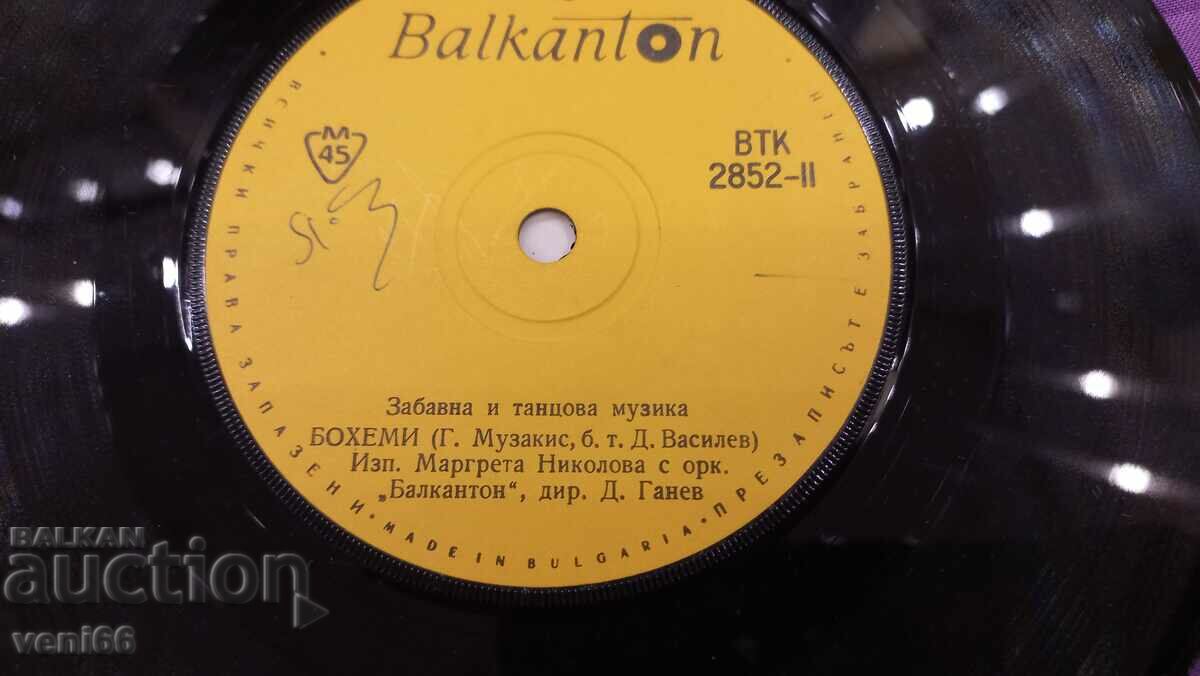 Balkanton
М
45
ВТК
2852-II
Забавна и танцова музика
БОХЕМИ (Г. Музакис, б. т. Д. Василев)
Изп. Маргрета Николова с орк.
„Балкантон“, дир. Д. Ганев
ВСИЧКИ ПРАВА ЗАПАЗЕНИ • MADE IN BULGARIA • ПРЕЗАПИСЪТ Е ЗАБРАНЕН
BALKAN
auction
veni66